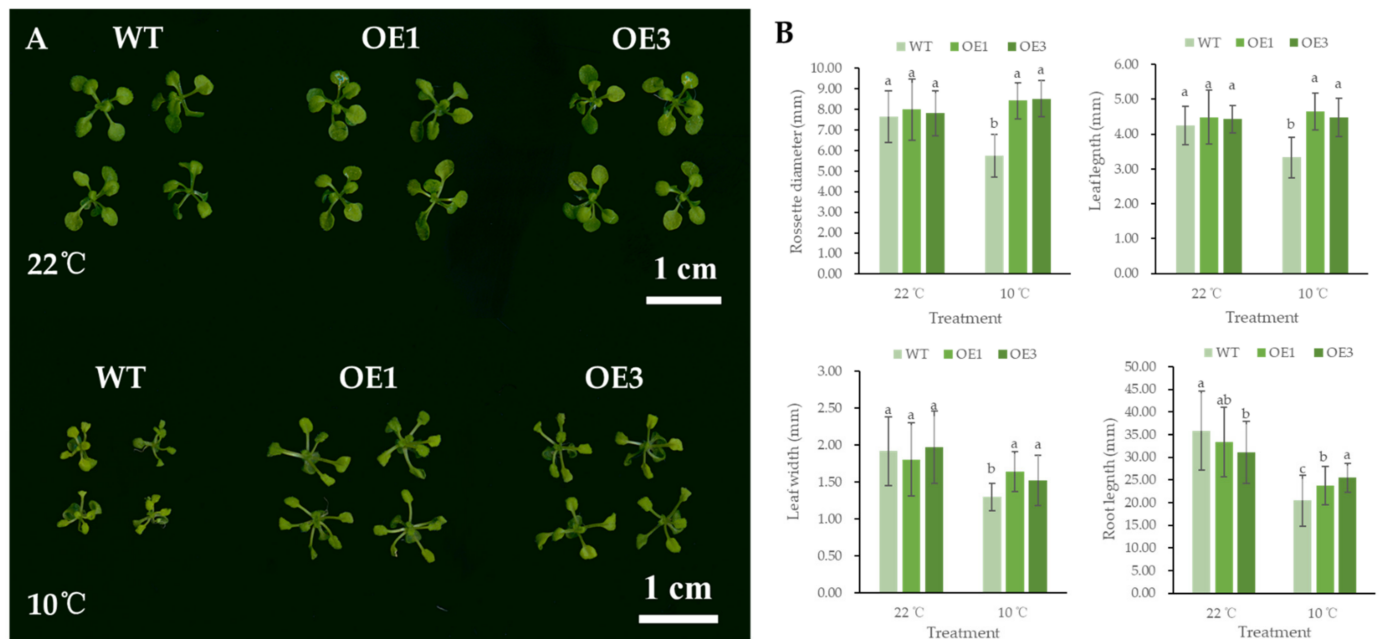 A
WT
OE1
OE3
22℃
1 cm
WT
OE1
OE3
10℃
1 cm
B
WT OE1 OE3
Rossette diameter (mm)
10.00
9.00
8.00
7.00
6.00
5.00
4.00
3.00
2.00
1.00
0.00
a a a b a a
22 ℃ 10 ℃
Treatment
WT OE1 OE3
Leaf legnth (mm)
6.00
5.00
4.00
3.00
2.00
1.00
0.00
a a a b a a
22 ℃ 10 ℃
Treatment
WT OE1 OE3
Leaf width (mm)
3.00
2.50
2.00
1.50
1.00
0.50
0.00
a a a b a a
22 ℃ 10 ℃
Treatment
WT OE1 OE3
Root legnth (mm)
50.00
45.00
40.00
35.00
30.00
25.00
20.00
15.00
10.00
5.00
0.00
a ab b c b a
22 ℃ 10 ℃
Treatment